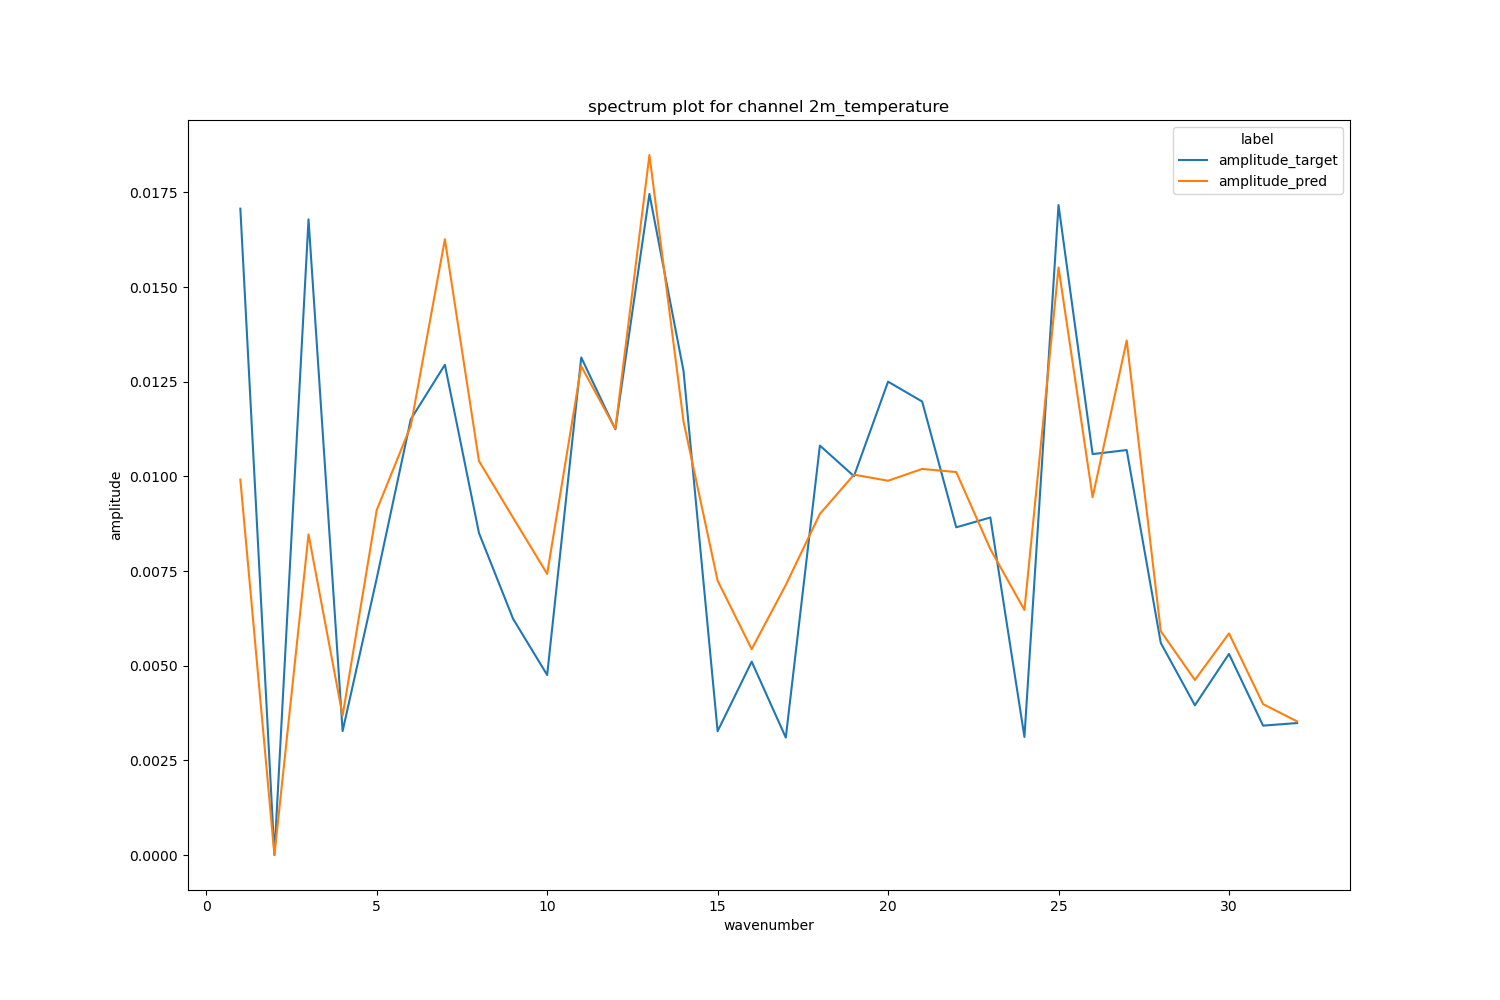 spectrum plot for channel 2m_temperature
label
amplitude_target
amplitude_pred
amplitude
0.0175
0.0150
0.0125
0.0100
0.0075
0.0050
0.0025
0.0000
0 5 10 15 20 25 30
wavenumber